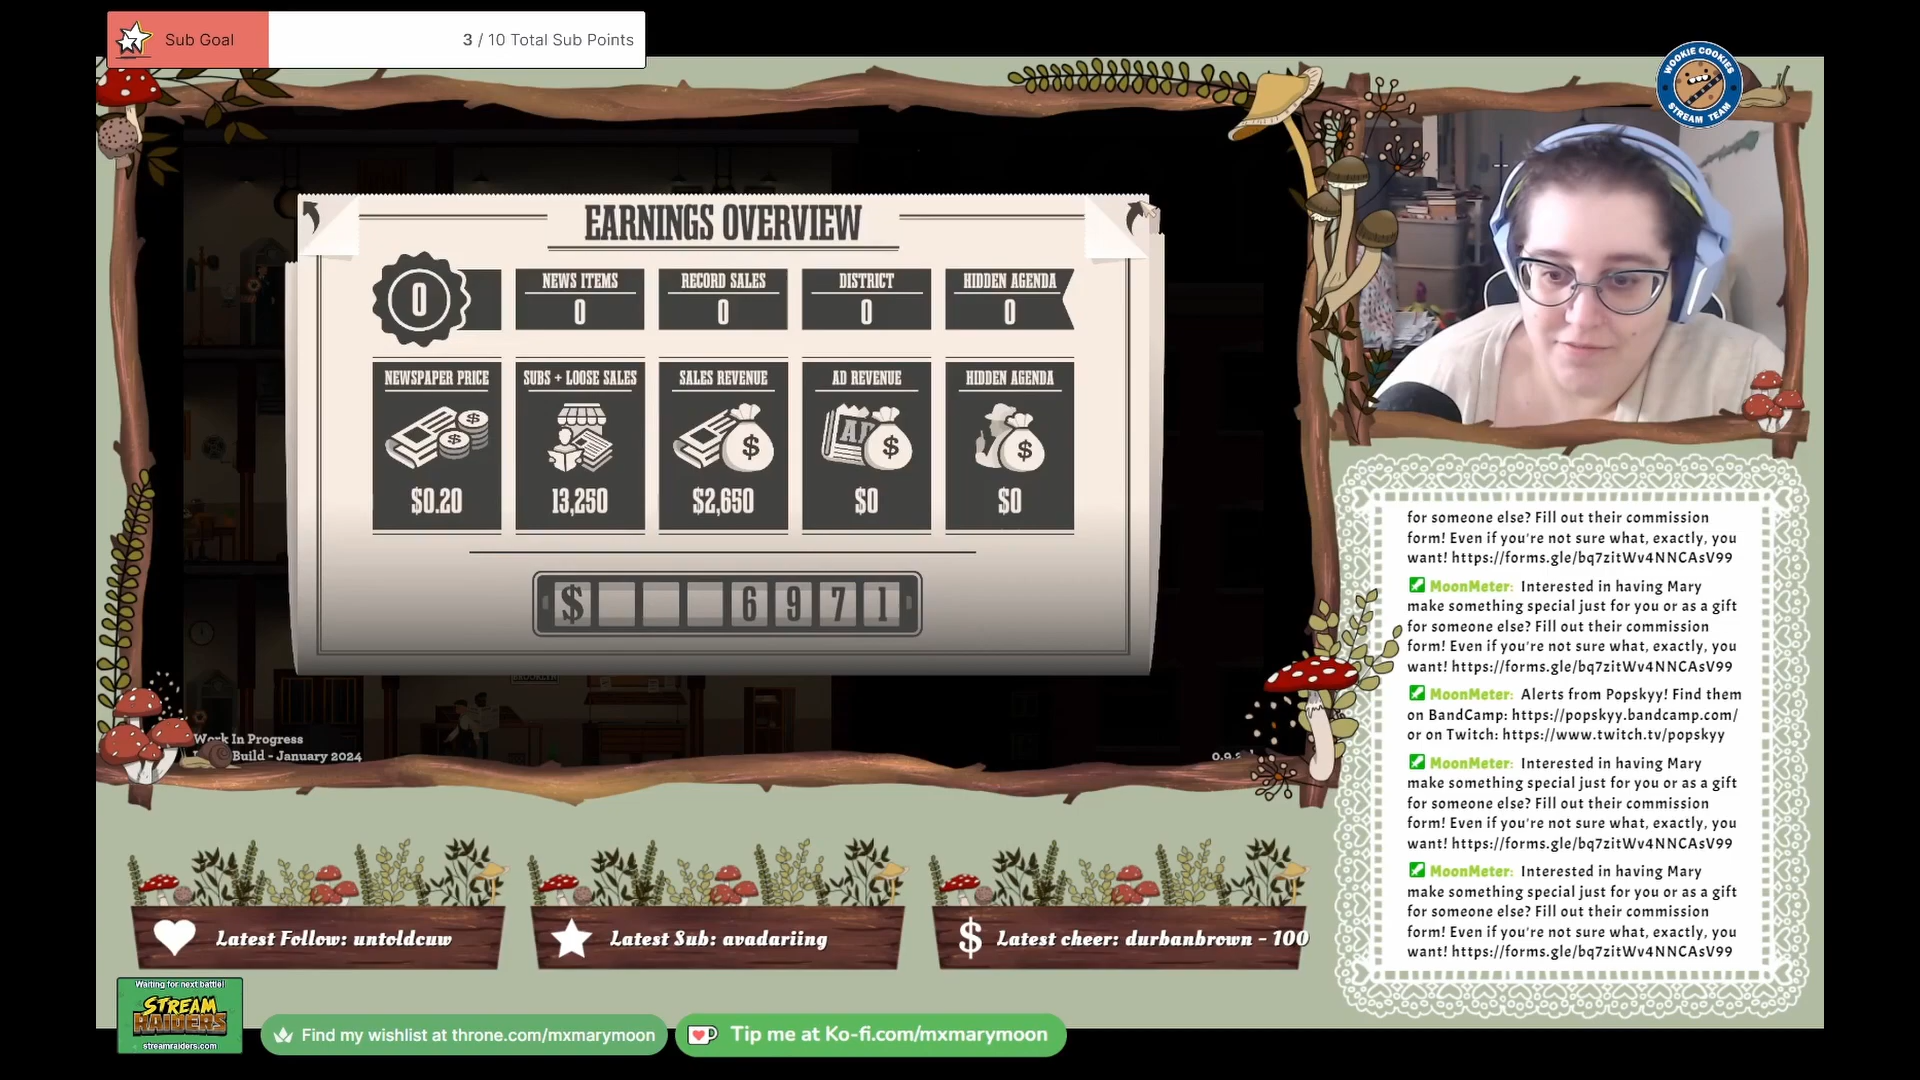 Sub Goal
3 / 10 Total Sub Points
WOOKIE COOKIES
STREAM TEAM
EARNINGS OVERVIEW
0
NEWS ITEMS
0
RECORD SALES
0
DISTRICT
0
HIDDEN AGENDA
0
NEWSPAPER PRICE
$0.20
SUBS + LOOSE SALES
13,250
SALES REVENUE
$2,650
AD REVENUE
$0
HIDDEN AGENDA
$0
$ 6971
BROOKLYN
Work In Progress
Build - January 2024
for someone else? Fill out their commission
form! Even if you're not sure what, exactly, you
want! https://forms.gle/bq7zitWv4NNCAsV99
MoonMeter: Interested in having Mary
make something special just for you or as a gift
for someone else? Fill out their commission
form! Even if you're not sure what, exactly, you
want! https://forms.gle/bq7zitWv4NNCAsV99
MoonMeter: Alerts from Popskyy! Find them
on BandCamp: https://popskyy.bandcamp.com/
or on Twitch: https://www.twitch.tv/popskyy
MoonMeter: Interested in having Mary
make something special just for you or as a gift
for someone else? Fill out their commission
form! Even if you're not sure what, exactly, you
want! https://forms.gle/bq7zitWv4NNCAsV99
MoonMeter: Interested in having Mary
make something special just for you or as a gift
for someone else? Fill out their commission
form! Even if you're not sure what, exactly, you
want! https://forms.gle/bq7zitWv4NNCAsV99
Latest Follow: untoldcuw
Latest Sub: avadariing
Latest cheer: durbanbrown - 100
Waiting for next battle!
STREAM
RAIDERS
streamraiders.com
Find my wishlist at throne.com/mxmarymoon
Tip me at Ko-fi.com/mxmarymoon